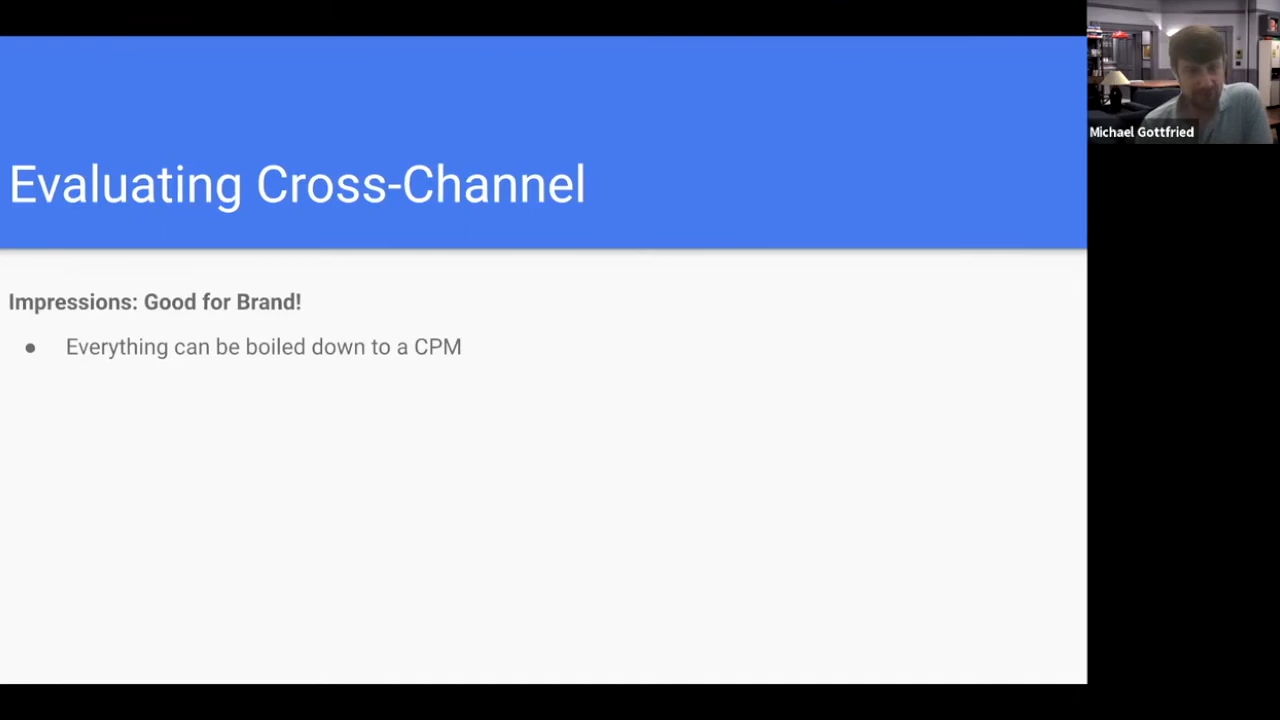 Evaluating Cross-Channel
Impressions: Good for Brand!
● Everything can be boiled down to a CPM
Michael Gottfried